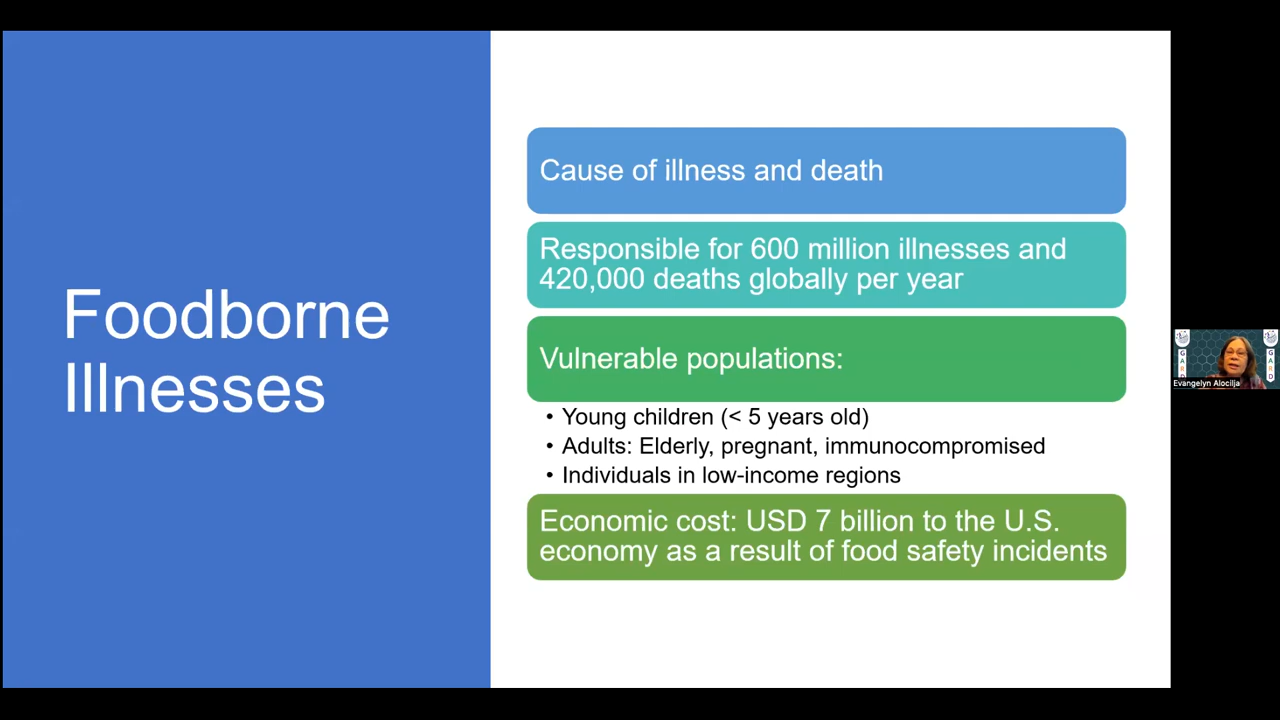 Foodborne
Illnesses
Cause of illness and death
Responsible for 600 million illnesses and
420,000 deaths globally per year
Vulnerable populations:
• Young children (< 5 years old)
• Adults: Elderly, pregnant, immunocompromised
• Individuals in low-income regions
Economic cost: USD 7 billion to the U.S.
economy as a result of food safety incidents
G
A
R
D
G
A
R
D
Evangelyn Alocilja